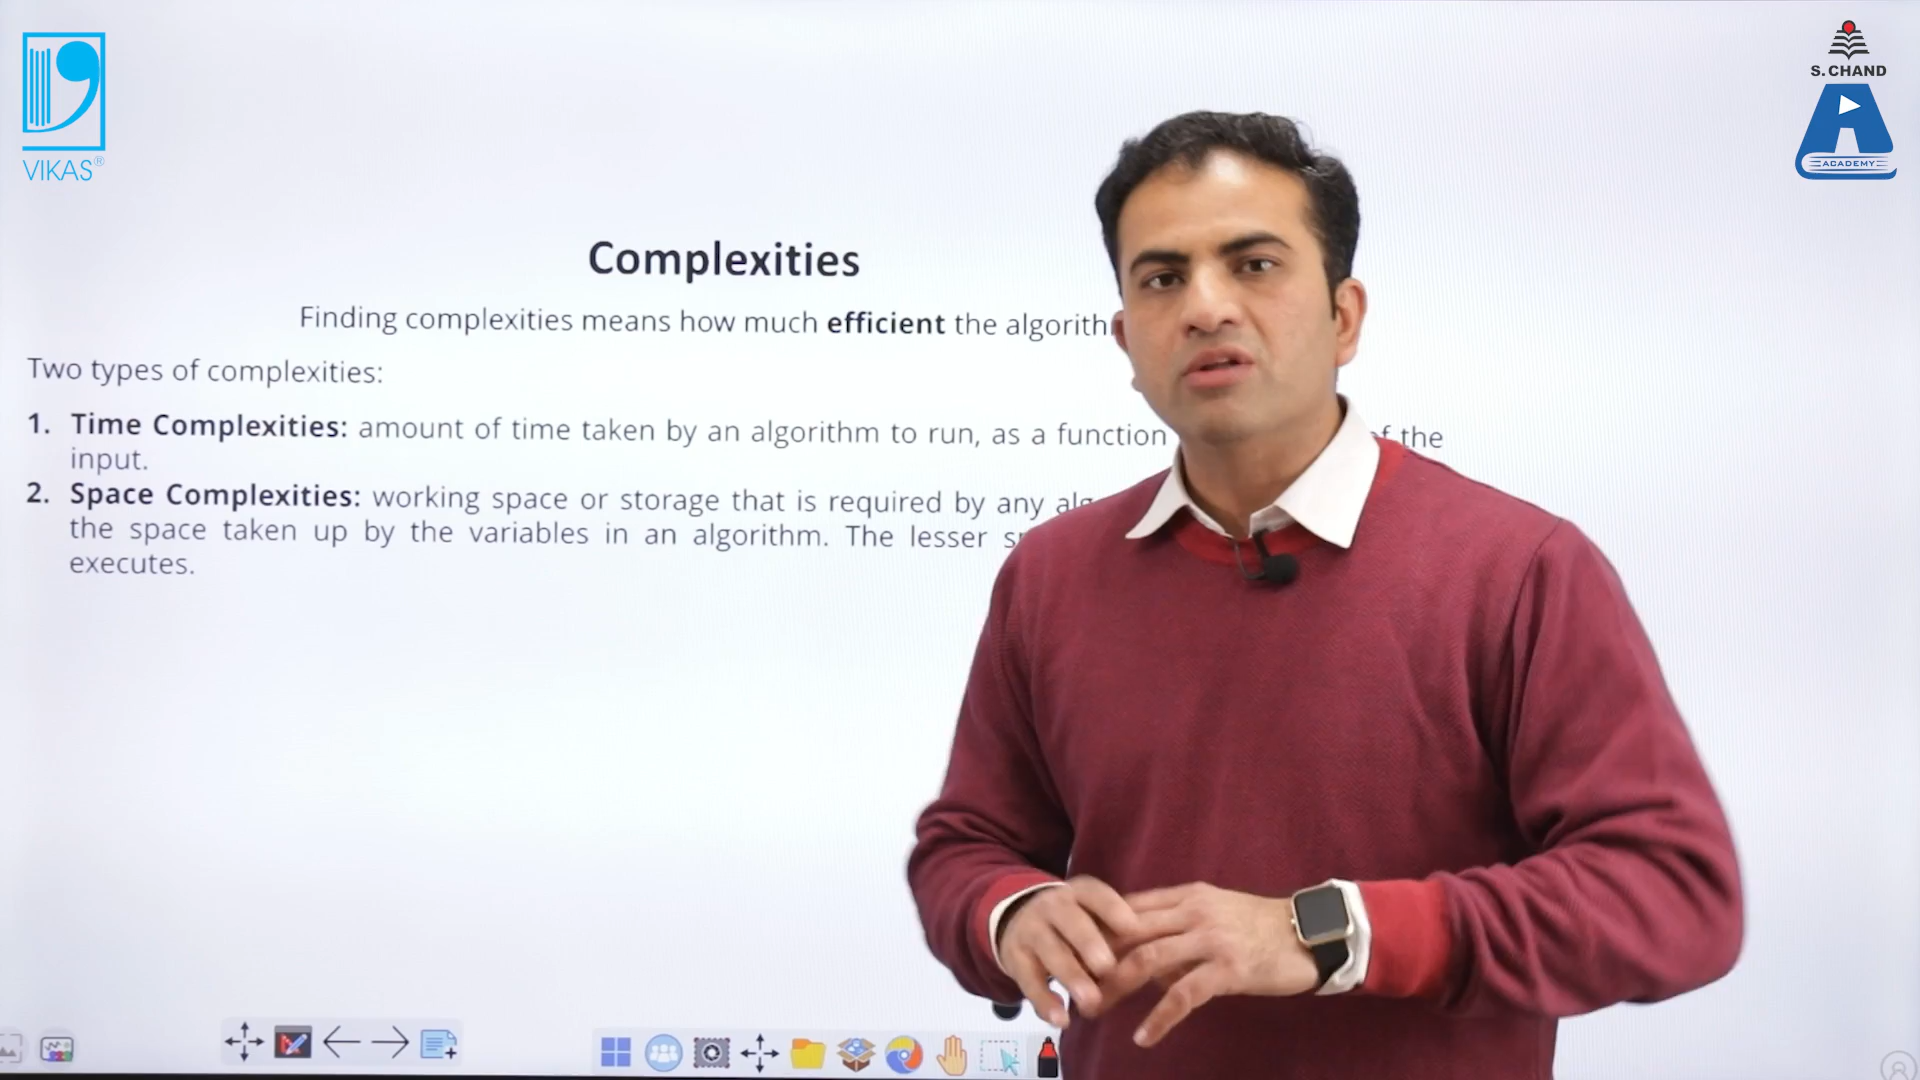 VIKAS®
S. CHAND
ACADEMY
Complexities
Finding complexities means how much efficient the
Two types of complexities:
1. Time Complexities: amount of time taken by an algorithm to run, as a function the
input.
2. Space Complexities: working space or storage that is required by any
the space taken up by the variables in an algorithm. The lesser
executes.